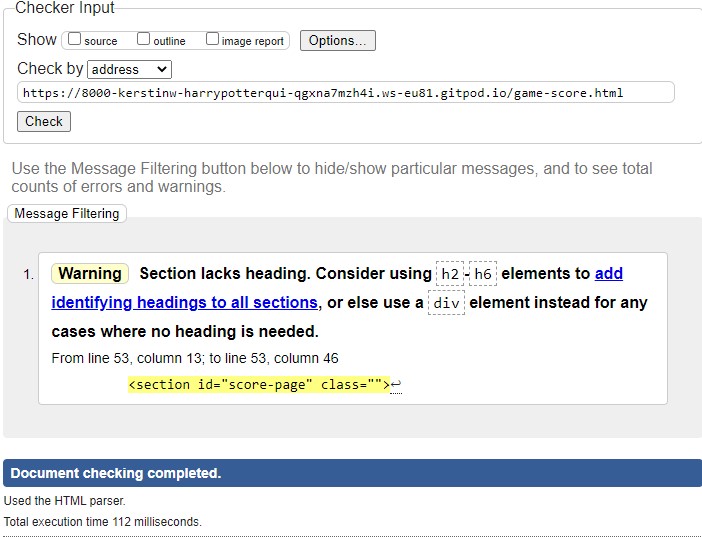 Checker Input
Show source outline image report Options...
Check by address
https://8000-kerstinw-harrypotterqui-qgxna7mzh4i.ws-eu81.gitpod.io/game-score.html
Check
Use the Message Filtering button below to hide/show particular messages, and to see total
counts of errors and warnings.
Message Filtering
1. Warning Section lacks heading. Consider using h2-h6 elements to add
identifying headings to all sections, or else use a div element instead for any
cases where no heading is needed.
From line 53, column 13; to line 53, column 46
<section id="score-page" class="">↩
Document checking completed.
Used the HTML parser.
Total execution time 112 milliseconds.